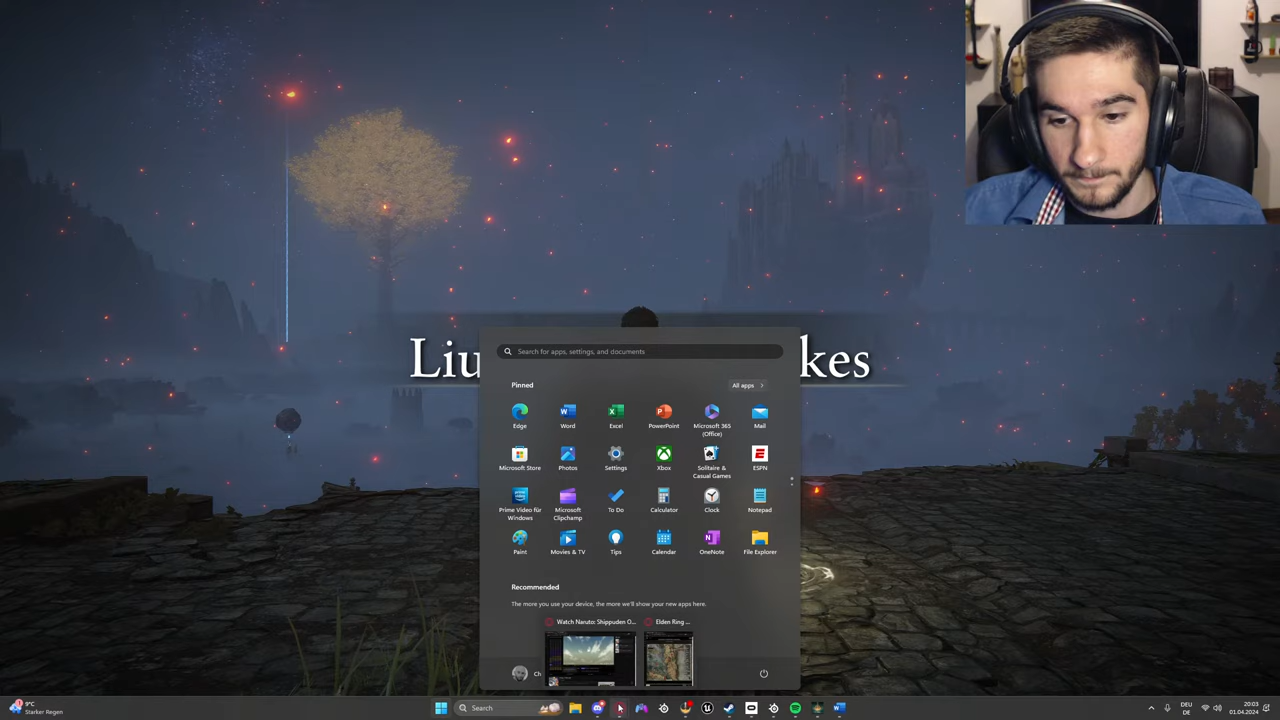 Liu
kes
Search for apps, settings, and documents
Pinned
All apps
Edge
Word
Excel
PowerPoint
Microsoft 365
(Office)
Mail
Microsoft Store
Photos
Settings
Xbox
Solitaire &
Casual Games
ESPN
Prime Video für
Windows
Microsoft
Clipchamp
To Do
Calculator
Clock
Notepad
Paint
Movies & TV
Tips
Calendar
OneNote
File Explorer
Recommended
The more you use your device, the more we'll show your new apps here.
Watch Naruto: Shippuden O...
Elden Ring ...
Ch
9°C
Starker Regen
Search
DEU
DE
20:03
01.04.2024